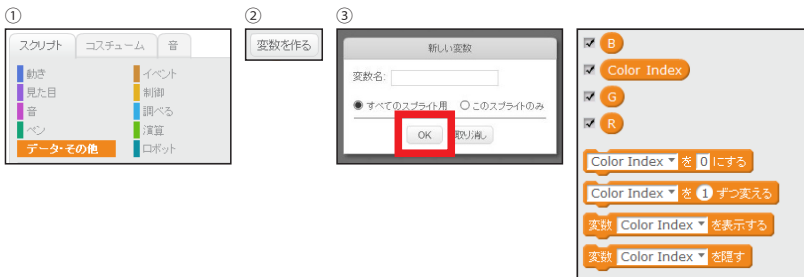 ①
スクリプト コスチューム 音
動き イベント
見た目 制御
音 調べる
ペン 演算
データ・その他 ロボット
②
変数を作る
③
新しい変数
変数名:
すべてのスプライト用 このスプライトのみ
OK 取り消し
B
Color Index
G
R
Color Index を 0 にする
Color Index を 1 ずつ変える
変数 Color Index を表示する
変数 Color Index を隠す